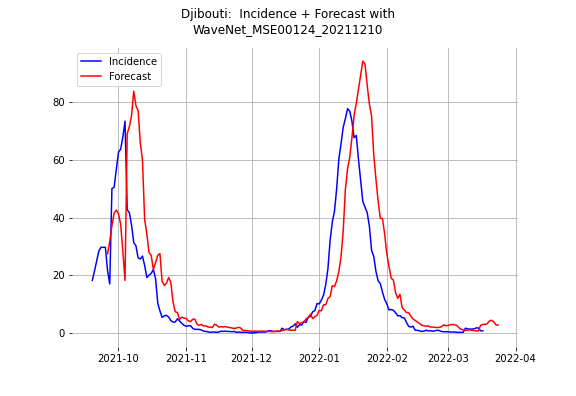 Djibouti:  Incidence + Forecast with
WaveNet_MSE00124_20211210
Incidence
Forecast
80
60
40
20
0
2021-10 2021-11 2021-12 2022-01 2022-02 2022-03 2022-04